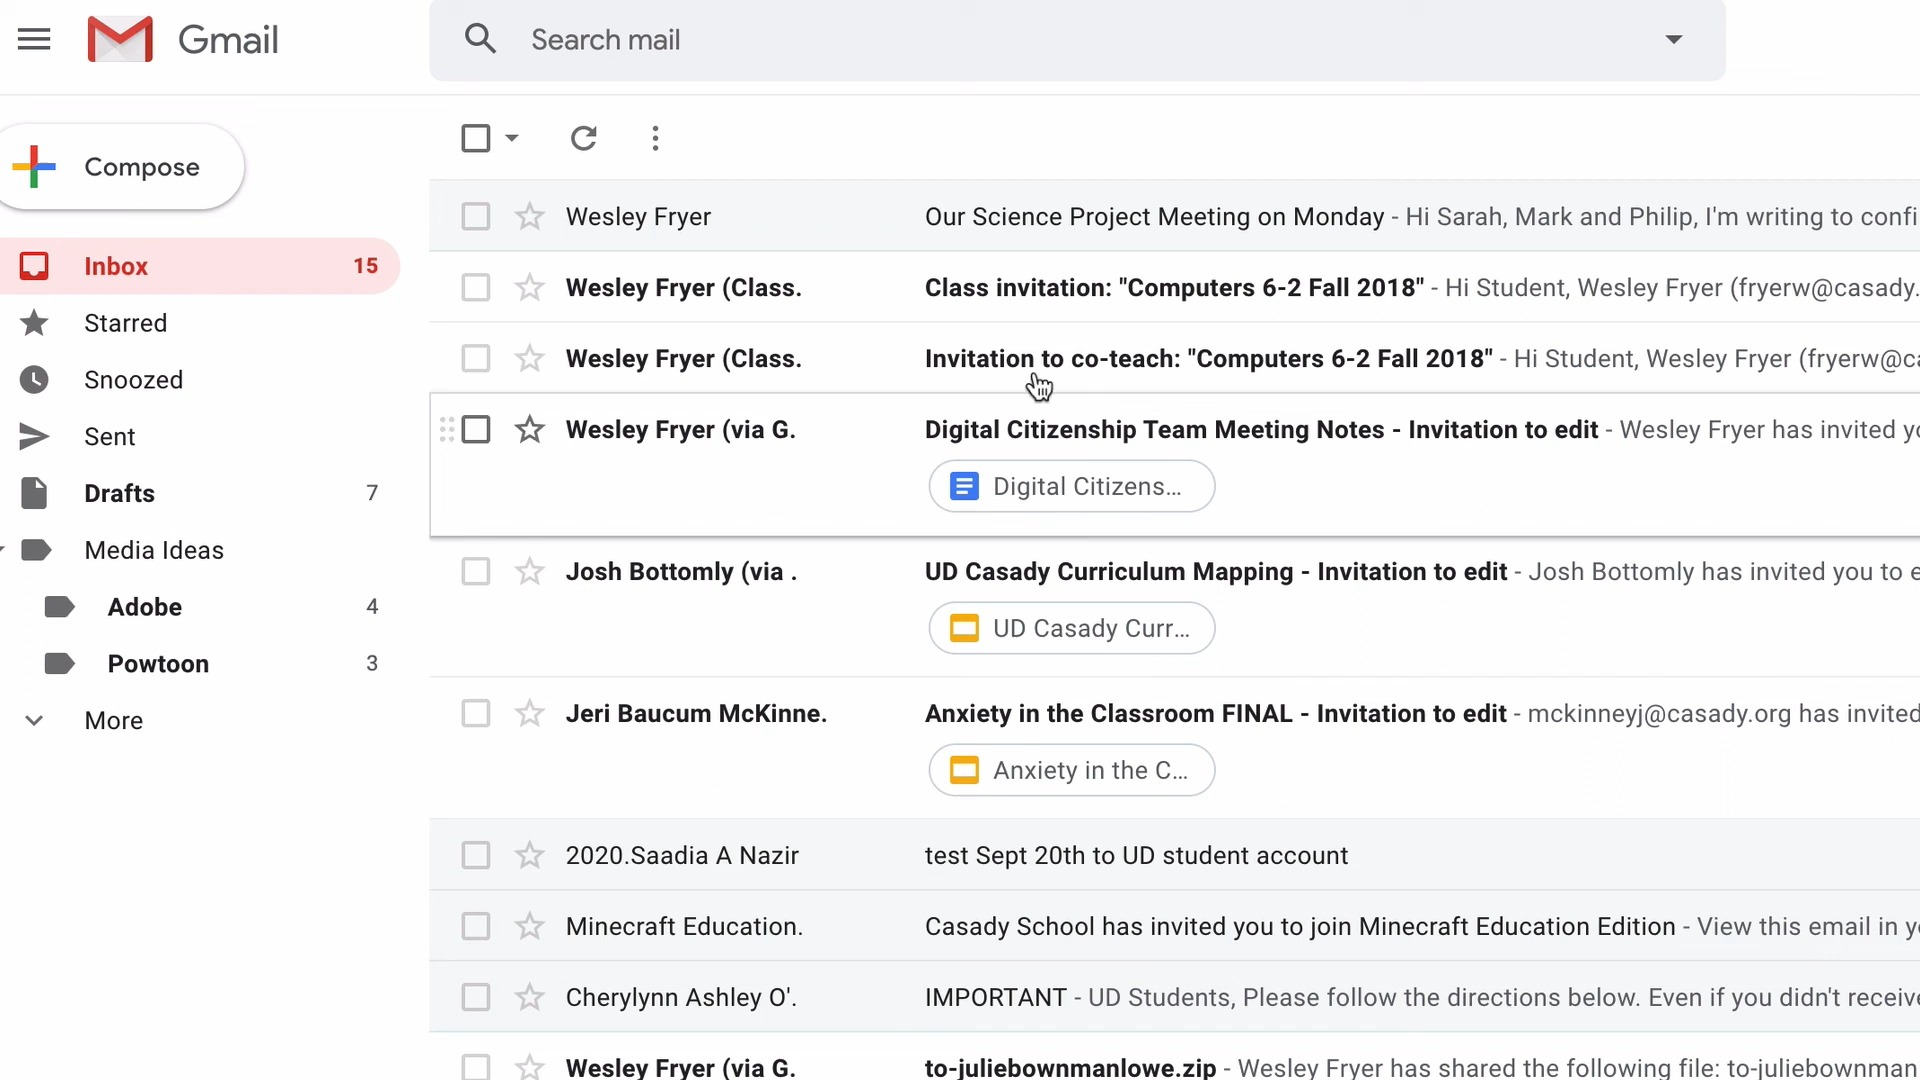 Gmail
Search mail
Compose
Inbox 15
Starred
Snoozed
Sent
Drafts 7
Media Ideas
Adobe 4
Powtoon 3
More
Wesley Fryer Our Science Project Meeting on Monday - Hi Sarah, Mark and Philip, I'm writing to confi
Wesley Fryer (Class. Class invitation: "Computers 6-2 Fall 2018" - Hi Student, Wesley Fryer (fryerw@casady.
Wesley Fryer (Class. Invitation to co-teach: "Computers 6-2 Fall 2018" - Hi Student, Wesley Fryer (fryerw@ca
Wesley Fryer (via G. Digital Citizenship Team Meeting Notes - Invitation to edit - Wesley Fryer has invited yo
Digital Citizens...
Josh Bottomly (via . UD Casady Curriculum Mapping - Invitation to edit - Josh Bottomly has invited you to e
UD Casady Curr...
Jeri Baucum McKinne. Anxiety in the Classroom FINAL - Invitation to edit - mckinneyj@casady.org has invited
Anxiety in the C...
2020.Saadia A Nazir test Sept 20th to UD student account
Minecraft Education. Casady School has invited you to join Minecraft Education Edition - View this email in y
Cherylynn Ashley O'. IMPORTANT - UD Students, Please follow the directions below. Even if you didn't receive
Wesley Fryer (via G. to-juliebownmanlowe.zip - Wesley Fryer has shared the following file: to-juliebownman